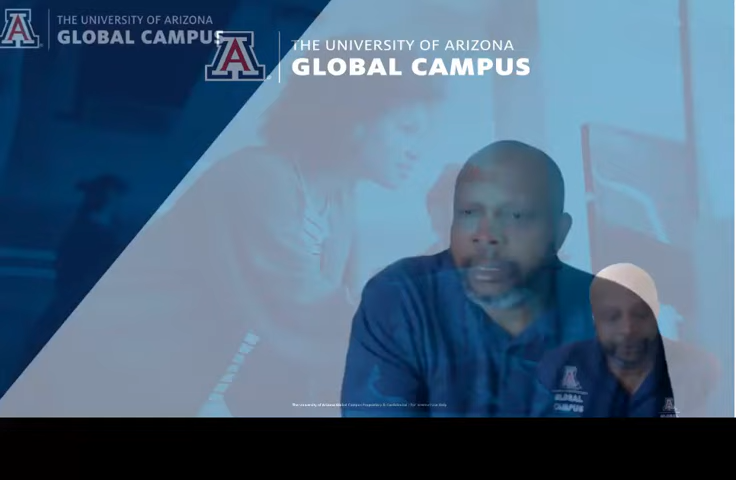 THE UNIVERSITY OF ARIZONA
GLOBAL CAMPUS
THE UNIVERSITY OF ARIZONA
GLOBAL CAMPUS
GLOBAL
CAMPUS